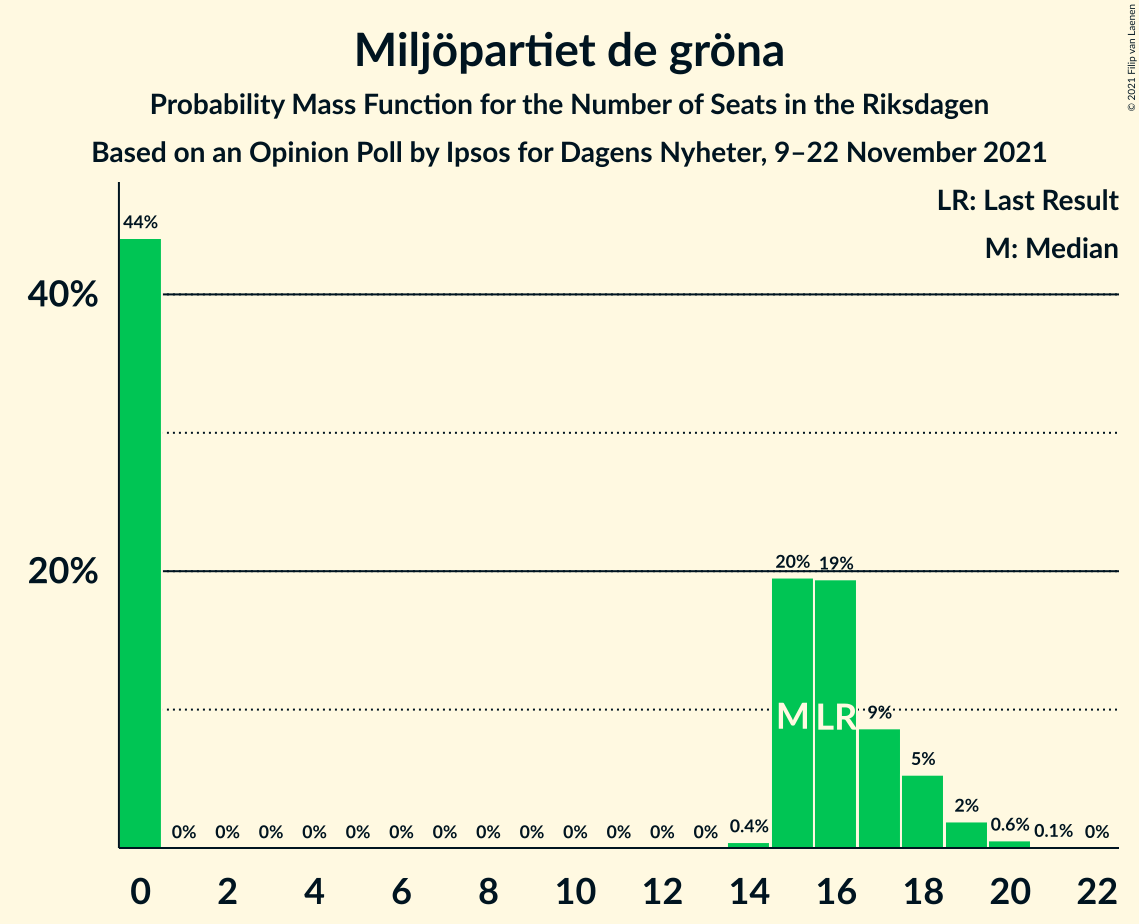 Miljöpartiet de gröna
Probability Mass Function for the Number of Seats in the Riksdagen
Based on an Opinion Poll by Ipsos for Dagens Nyheter, 9–22 November 2021
© 2021 Filip van Laenen
LR: Last Result
M: Median
44%
40%
20%
20% 19%
M LR 9%
5%
2%
0% 0% 0% 0% 0% 0% 0% 0% 0% 0% 0% 0% 0% 0.4% 0.6% 0.1% 0%
0 2 4 6 8 10 12 14 16 18 20 22